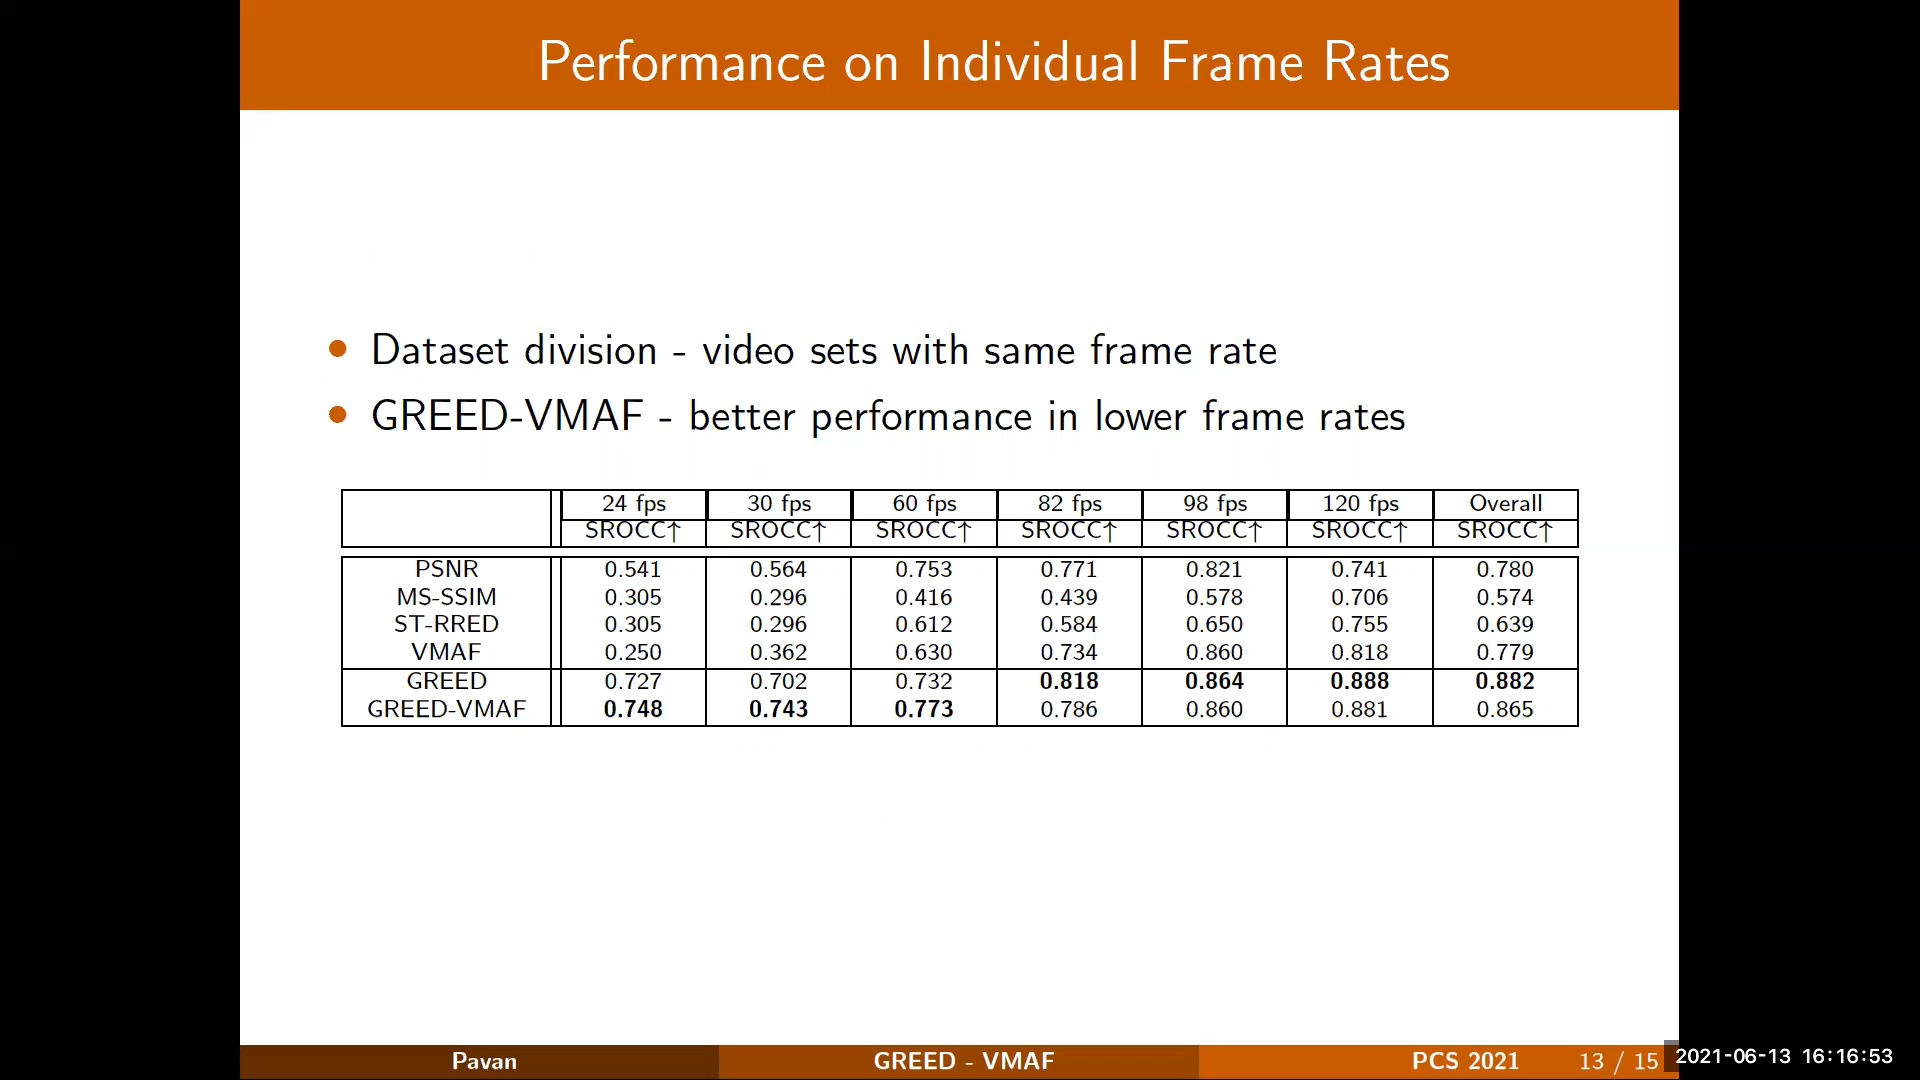 Performance on Individual Frame Rates
• Dataset division - video sets with same frame rate
• GREED-VMAF - better performance in lower frame rates
24 fps 30 fps 60 fps 82 fps 98 fps 120 fps Overall
SROCC↑ SROCC↑ SROCC↑ SROCC↑ SROCC↑ SROCC↑ SROCC↑
PSNR 0.541 0.564 0.753 0.771 0.821 0.741 0.780
MS-SSIM 0.305 0.296 0.416 0.439 0.578 0.706 0.574
ST-RRED 0.305 0.296 0.612 0.584 0.650 0.755 0.639
VMAF 0.250 0.362 0.630 0.734 0.860 0.818 0.779
GREED 0.727 0.702 0.732 0.818 0.864 0.888 0.882
GREED-VMAF 0.748 0.743 0.773 0.786 0.860 0.881 0.865
Pavan GREED - VMAF PCS 2021 13 / 15 2021-06-13 16:16:53